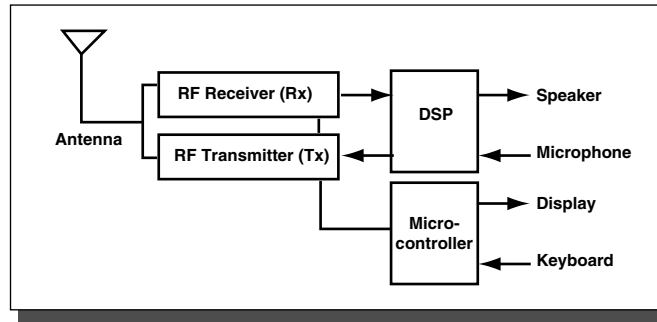 Antenna
RF Receiver (Rx)
RF Transmitter (Tx)
DSP
Micro-
controller
Speaker
Microphone
Display
Keyboard